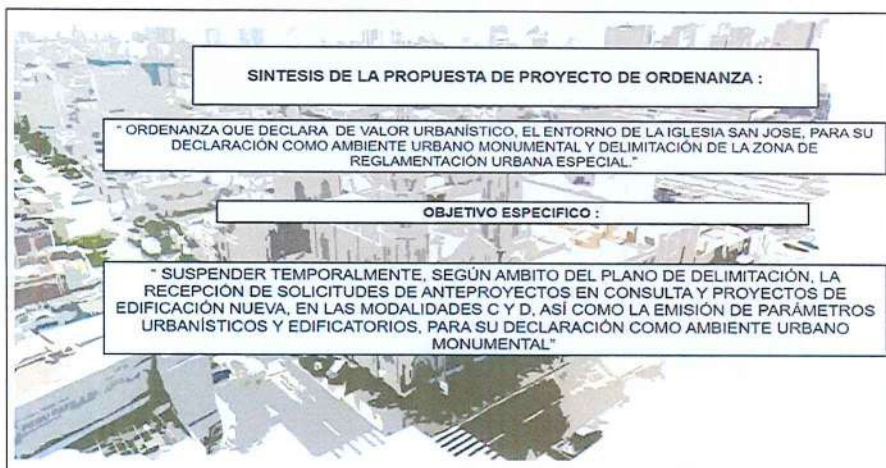 SINTESIS DE LA PROPUESTA DE PROYECTO DE ORDENANZA :
" ORDENANZA QUE DECLARA DE VALOR URBANÍSTICO, EL ENTORNO DE LA IGLESIA SAN JOSE, PARA SU
DECLARACIÓN COMO AMBIENTE URBANO MONUMENTAL Y DELIMITACIÓN DE LA ZONA DE
REGLAMENTACIÓN URBANA ESPECIAL."
OBJETIVO ESPECIFICO :
" SUSPENDER TEMPORALMENTE, SEGÚN AMBITO DEL PLANO DE DELIMITACIÓN, LA
RECEPCIÓN DE SOLICITUDES DE ANTEPROYECTOS EN CONSULTA Y PROYECTOS DE
EDIFICACIÓN NUEVA, EN LAS MODALIDADES C Y D, ASÍ COMO LA EMISIÓN DE PARÁMETROS
URBANÍSTICOS Y EDIFICATORIOS, PARA SU DECLARACIÓN COMO AMBIENTE URBANO
MONUMENTAL"